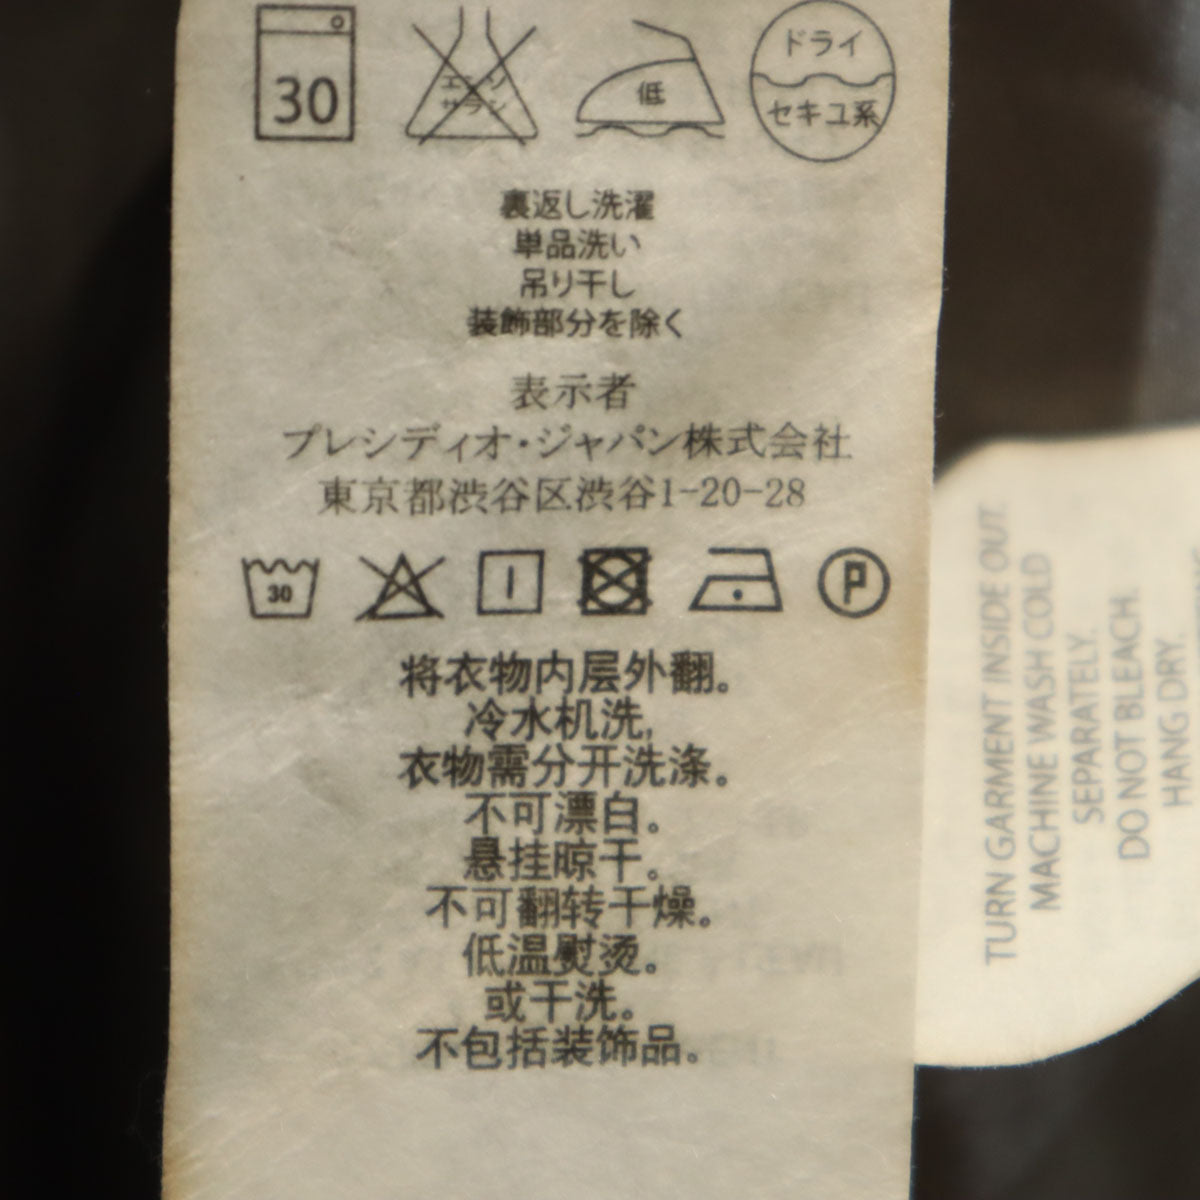 30
エンソ
サラシ
低
ドライ
セキユ系
裏返し洗濯
単品洗い
吊り干し
装飾部分を除く
表示者
プレシディオ・ジャパン株式会社
東京都渋谷区渋谷1-20-28
30
P
将衣物内层外翻。
冷水机洗,
衣物需分开洗涤。
不可漂白。
悬挂晾干。
不可翻转干燥。
低温熨烫。
或干洗。
不包括装饰品。
TURN GARMENT INSIDE OUT.
MACHINE WASH COLD
SEPARATELY.
DO NOT BLEACH.
HANG DRY.